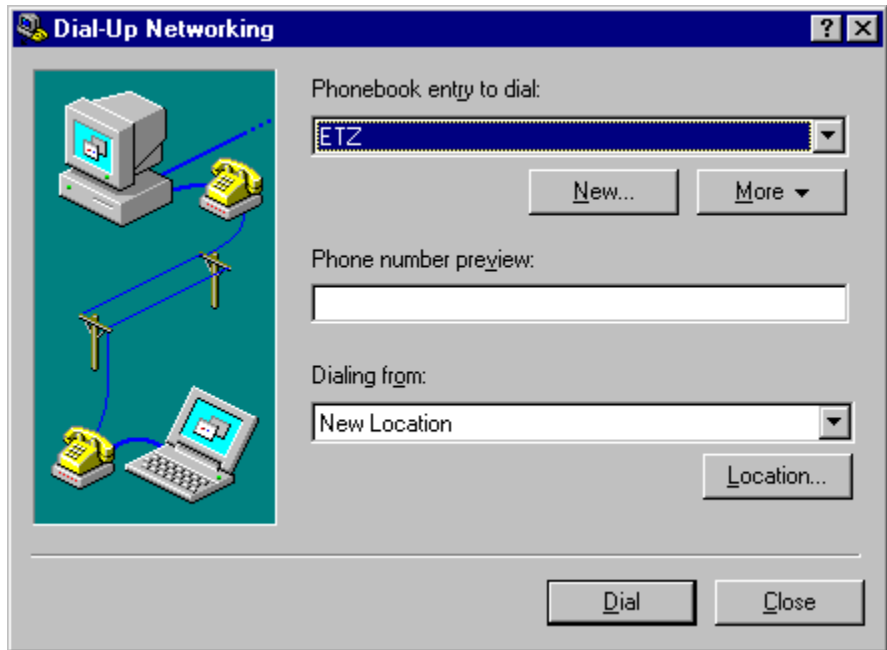 Dial-Up Networking
Phonebook entry to dial:
ETZ
New... More
Phone number preview:
Dialing from:
New Location
Location...
Dial Close